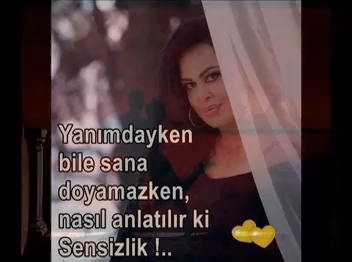 Yanımdayken
bile sana
doyamazken,
nasıl anlatılır ki
Sensizlik !..